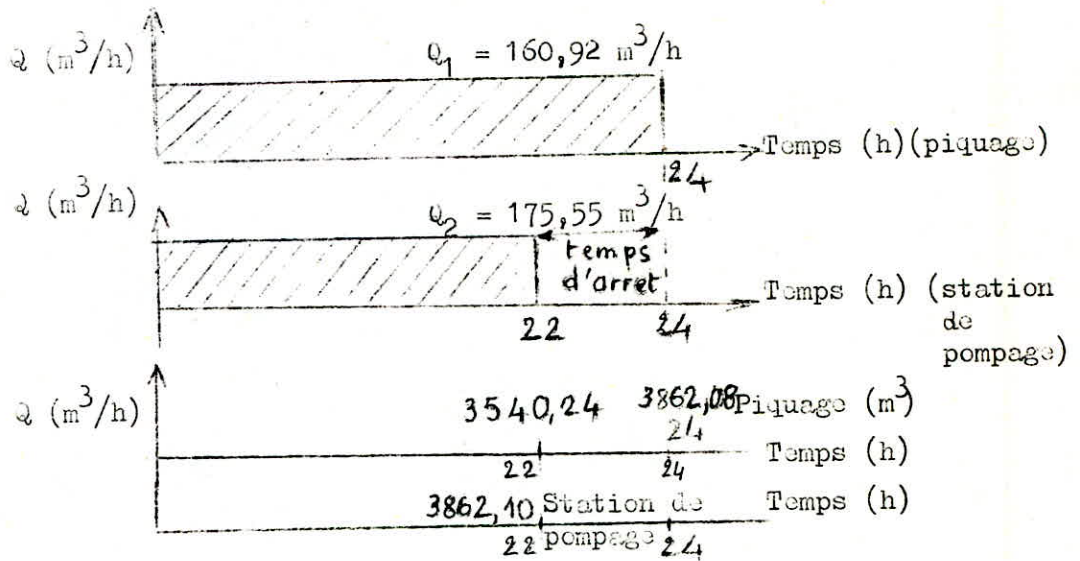 Q (m³/h)
Q₁ = 160,92 m³/h
Temps (h)(piquage)
24
Q (m³/h)
Q₂ = 175,55 m³/h
temps
d'arret
Temps (h) (station
de
pompage)
22 24
Q (m³/h)
3540,24 3862,08 Piquage (m³)
24
Temps (h)
22 24
3862,10 Station de Temps (h)
22 pompage 24